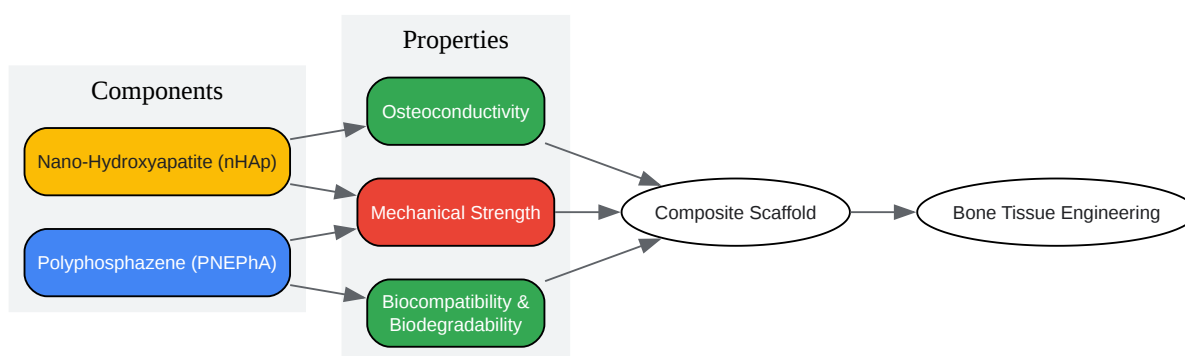 Components
Nano-Hydroxyapatite (nHAp)
Polyphosphazene (PNEPhA)
Properties
Osteoconductivity
Mechanical Strength
Biocompatibility &
Biodegradability
Composite Scaffold
Bone Tissue Engineering